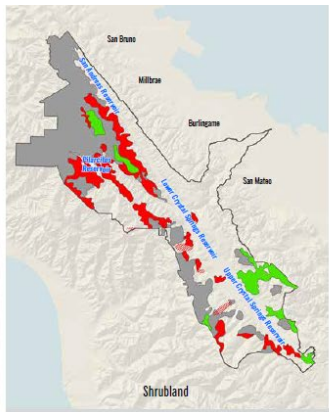 San Bruno
San Andreas Reservoir
Millbrae
Burlingame
Pilarcitos
Reservoir
San Mateo
Lower Crystal Springs Reservoir
Upper Crystal Springs Reservoir
Shrubland